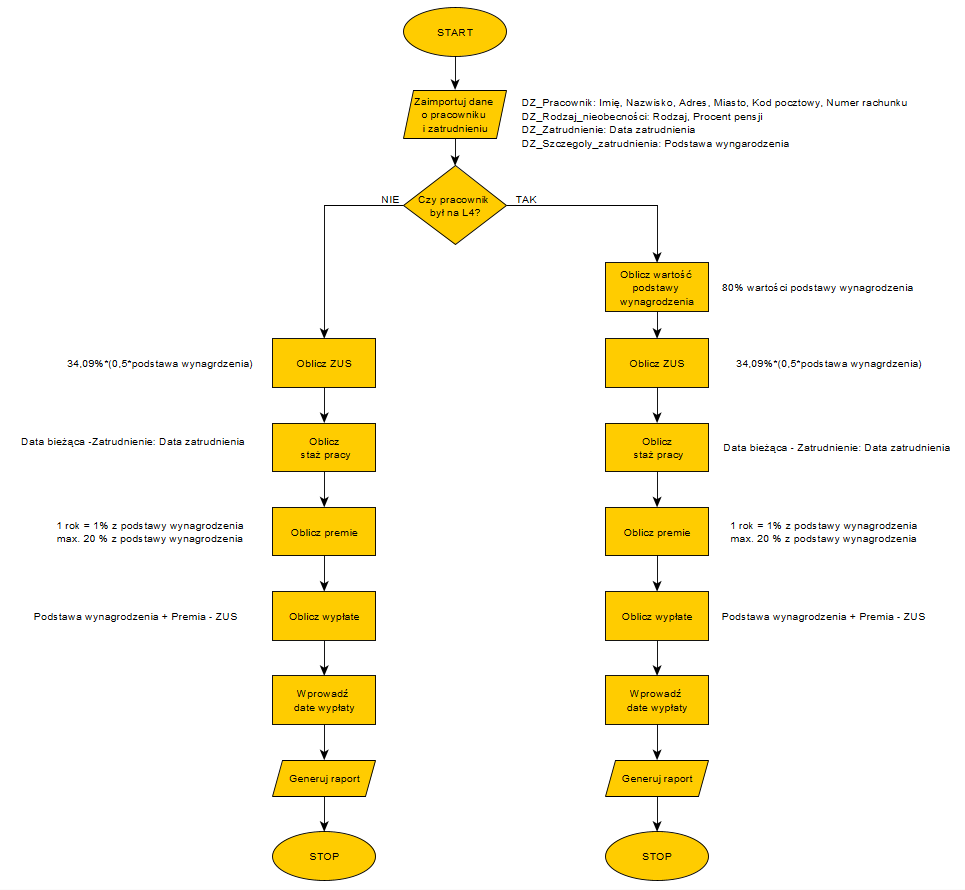 START
Zaimportuj dane
o pracowniku
i zatrudnieniu
DZ_Pracownik: Imię, Nazwisko, Adres, Miasto, Kod pocztowy, Numer rachunku
DZ_Rodzaj_nieobecności: Rodzaj, Procent pensji
DZ_Zatrudnienie: Data zatrudnienia
DZ_Szczegoly_zatrudnienia: Podstawa wyngarodzenia
NIE
Czy pracownik
był na L4?
TAK
Oblicz wartość
podstawy
wynagrodzenia
80% wartości podstawy wynagrodzenia
34,09%*(0,5*podstawa wynagrdzenia)
Oblicz ZUS
Oblicz ZUS
34,09%*(0,5*podstawa wynagrdzenia)
Data bieżąca -Zatrudnienie: Data zatrudnienia
Oblicz
staż pracy
Oblicz
staż pracy
Data bieżąca - Zatrudnienie: Data zatrudnienia
1 rok = 1% z podstawy wynagrodzenia
max. 20 % z podstawy wynagrodzenia
Oblicz premie
Oblicz premie
1 rok = 1% z podstawy wynagrodzenia
max. 20 % z podstawy wynagrodzenia
Podstawa wynagrodzenia + Premia - ZUS
Oblicz wypłate
Oblicz wypłate
Podstawa wynagrodzenia + Premia - ZUS
Wprowadź
date wypłaty
Wprowadź
date wypłaty
Generuj raport
Generuj raport
STOP
STOP